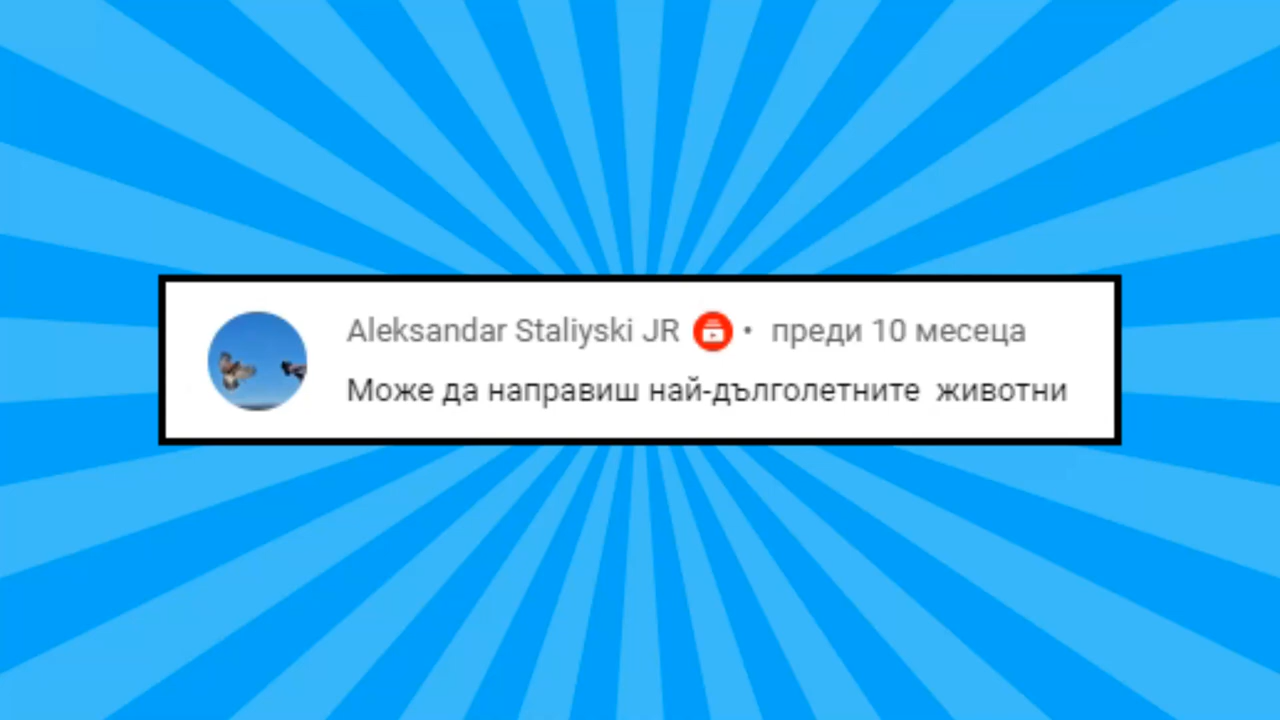 Aleksandar Staliyski JR • преди 10 месеца
Може да направиш най-дълголетните животни